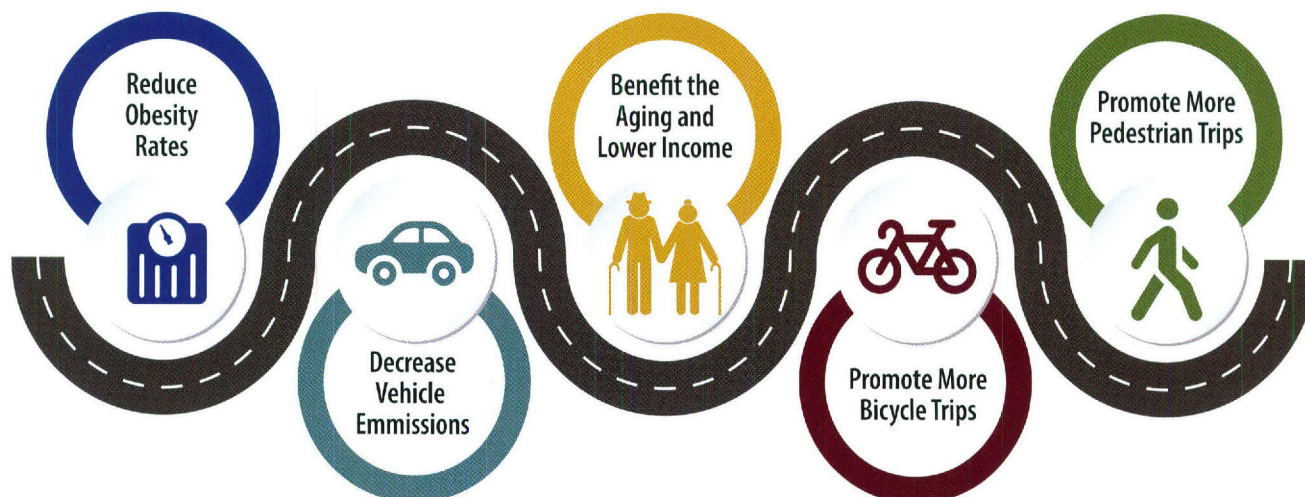 Reduce
Obesity
Rates
Decrease
Vehicle
Emmissions
Benefit the
Aging and
Lower Income
Promote More
Bicycle Trips
Promote More
Pedestrian Trips